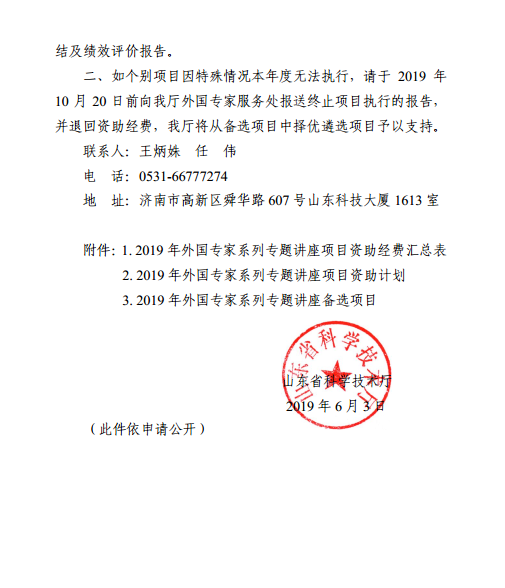 结及绩效评价报告。
二、如个别项目因特殊情况本年度无法执行，请于 2019 年
10 月 20 日前向我厅外国专家服务处报送终止项目执行的报告，
并退回资助经费，我厅将从备选项目中择优遴选项目予以支持。
联系人：王炳姝 任 伟
电 话：0531-66777274
地 址：济南市高新区舜华路 607 号山东科技大厦 1613 室
附件：1. 2019 年外国专家系列专题讲座项目资助经费汇总表
2. 2019 年外国专家系列专题讲座项目资助计划
3. 2019 年外国专家系列专题讲座备选项目
山东省科学技术厅
山东省科学技术厅
2019 年 6 月 3 日
（此件依申请公开）